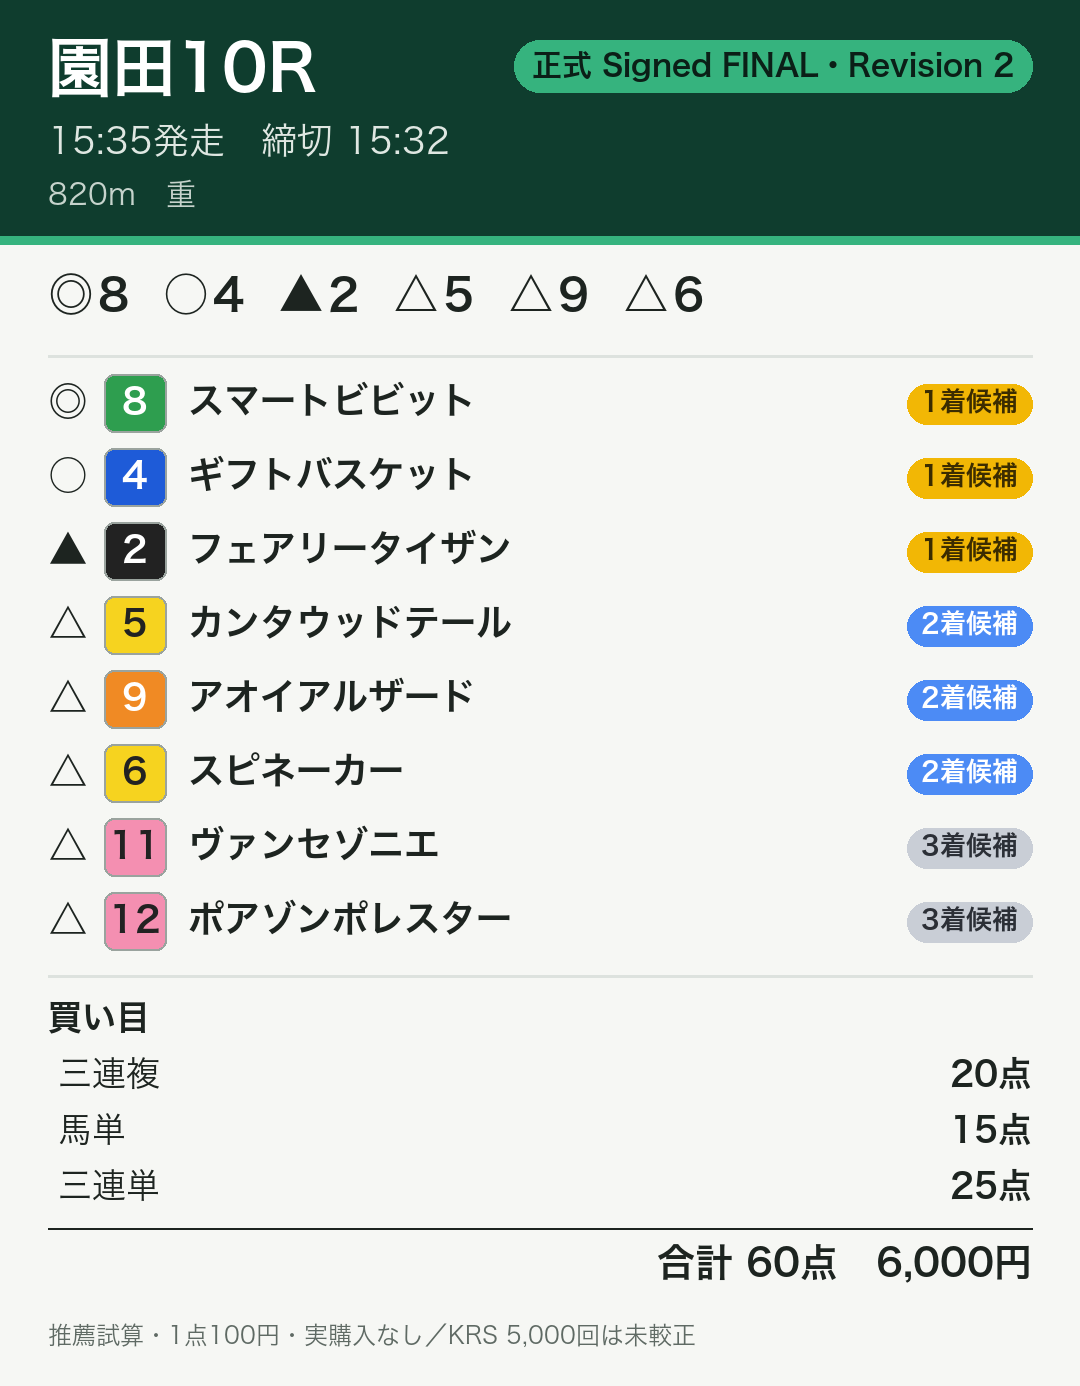 園田10R
正式 Signed FINAL・Revision 2
15:35発走　締切 15:32
820m　重
◎8 ○4 ▲2 △5 △9 △6
◎ 8 スマートビビット 1着候補
○ 4 ギフトバスケット 1着候補
▲ 2 フェアリータイザン 1着候補
△ 5 カンタウッドテール 2着候補
△ 9 アオイアルザード 2着候補
△ 6 スピネーカー 2着候補
△ 11 ヴァンセゾニエ 3着候補
△ 12 ポアゾンポレスター 3着候補
買い目
三連複 20点
馬単 15点
三連単 25点
合計 60点　6,000円
推薦試算・1点100円・実購入なし／KRS 5,000回は未較正